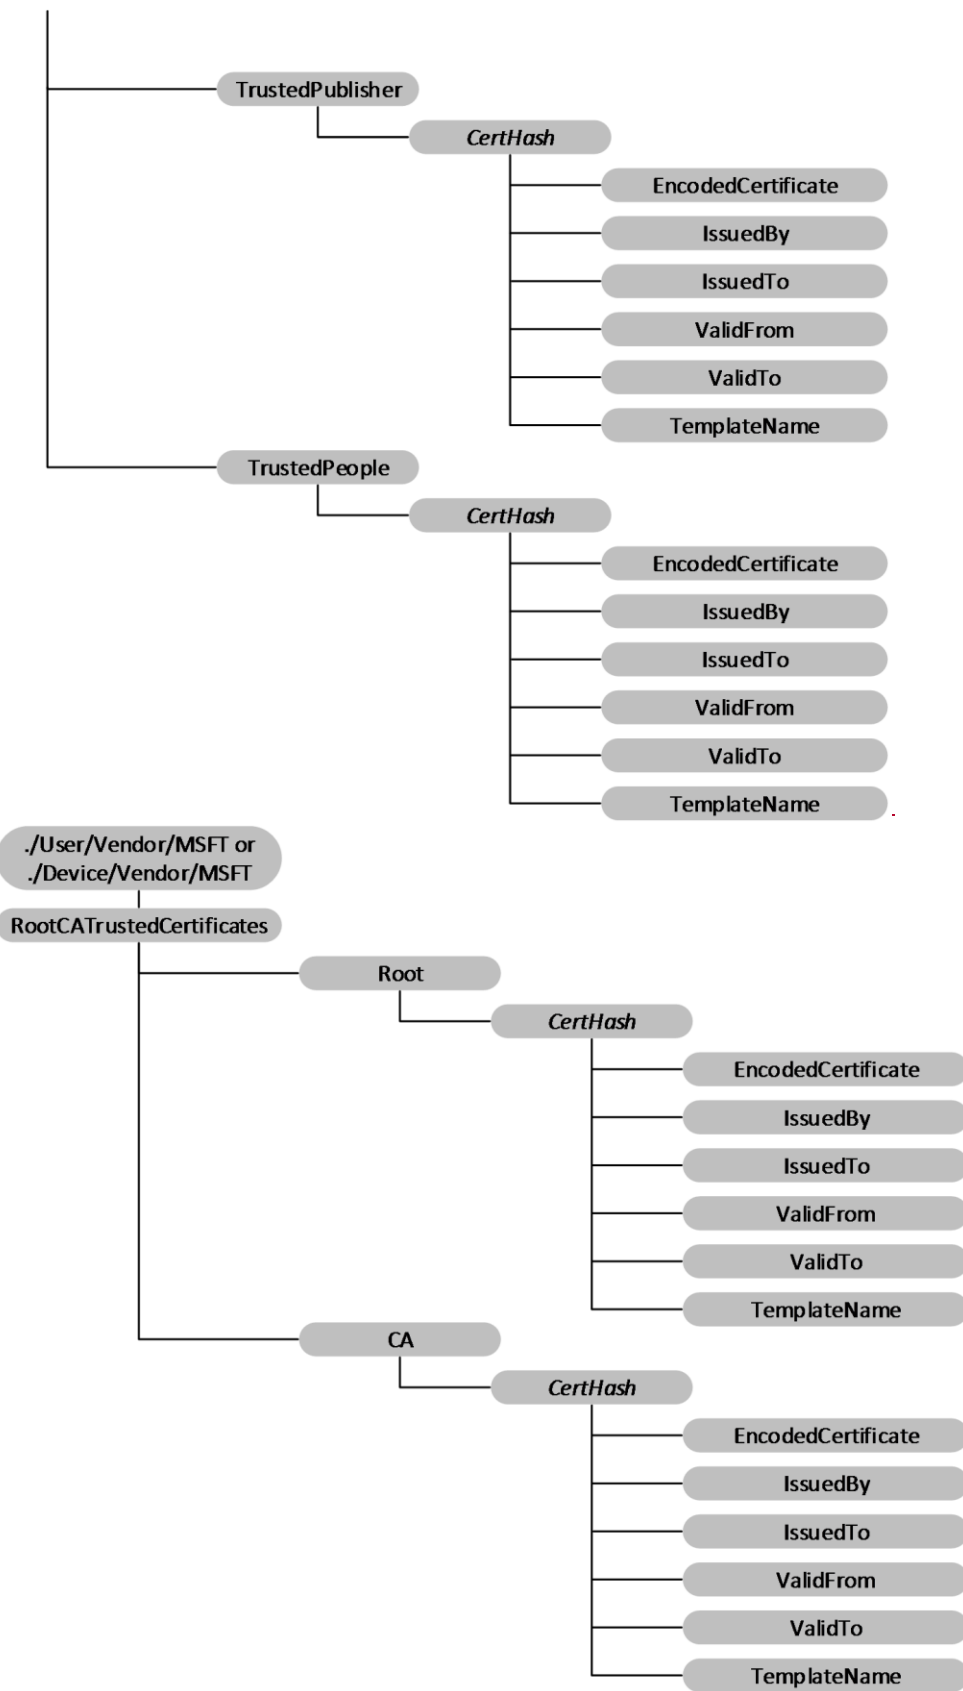 TrustedPublisher
CertHash
EncodedCertificate
IssuedBy
IssuedTo
ValidFrom
ValidTo
TemplateName
TrustedPeople
CertHash
EncodedCertificate
IssuedBy
IssuedTo
ValidFrom
ValidTo
TemplateName
./User/Vendor/MSFT or
./Device/Vendor/MSFT
RootCATrustedCertificates
Root
CertHash
EncodedCertificate
IssuedBy
IssuedTo
ValidFrom
ValidTo
TemplateName
CA
CertHash
EncodedCertificate
IssuedBy
IssuedTo
ValidFrom
ValidTo
TemplateName